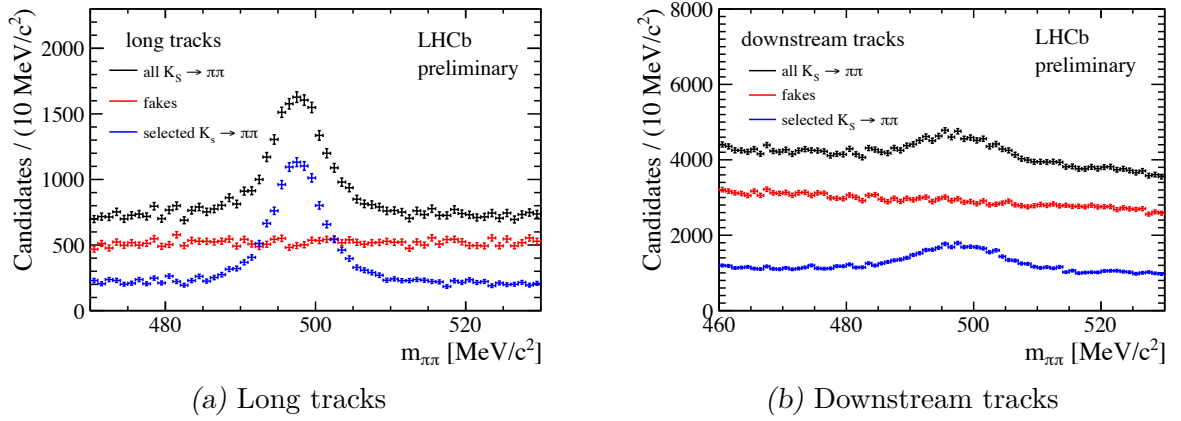 2000
1500
1000
500
0
480
500
520
Candidates / (10 MeV/c²)
long tracks
all K_S → ππ
fakes
selected K_s → ππ
LHCb
preliminary
m_ππ [MeV/c²]
(a) Long tracks
8000
6000
4000
2000
0
460
480
500
520
Candidates / (10 MeV/c²)
downstream tracks
all K_S → ππ
fakes
selected K_S → ππ
LHCb
preliminary
m_ππ [MeV/c²]
(b) Downstream tracks